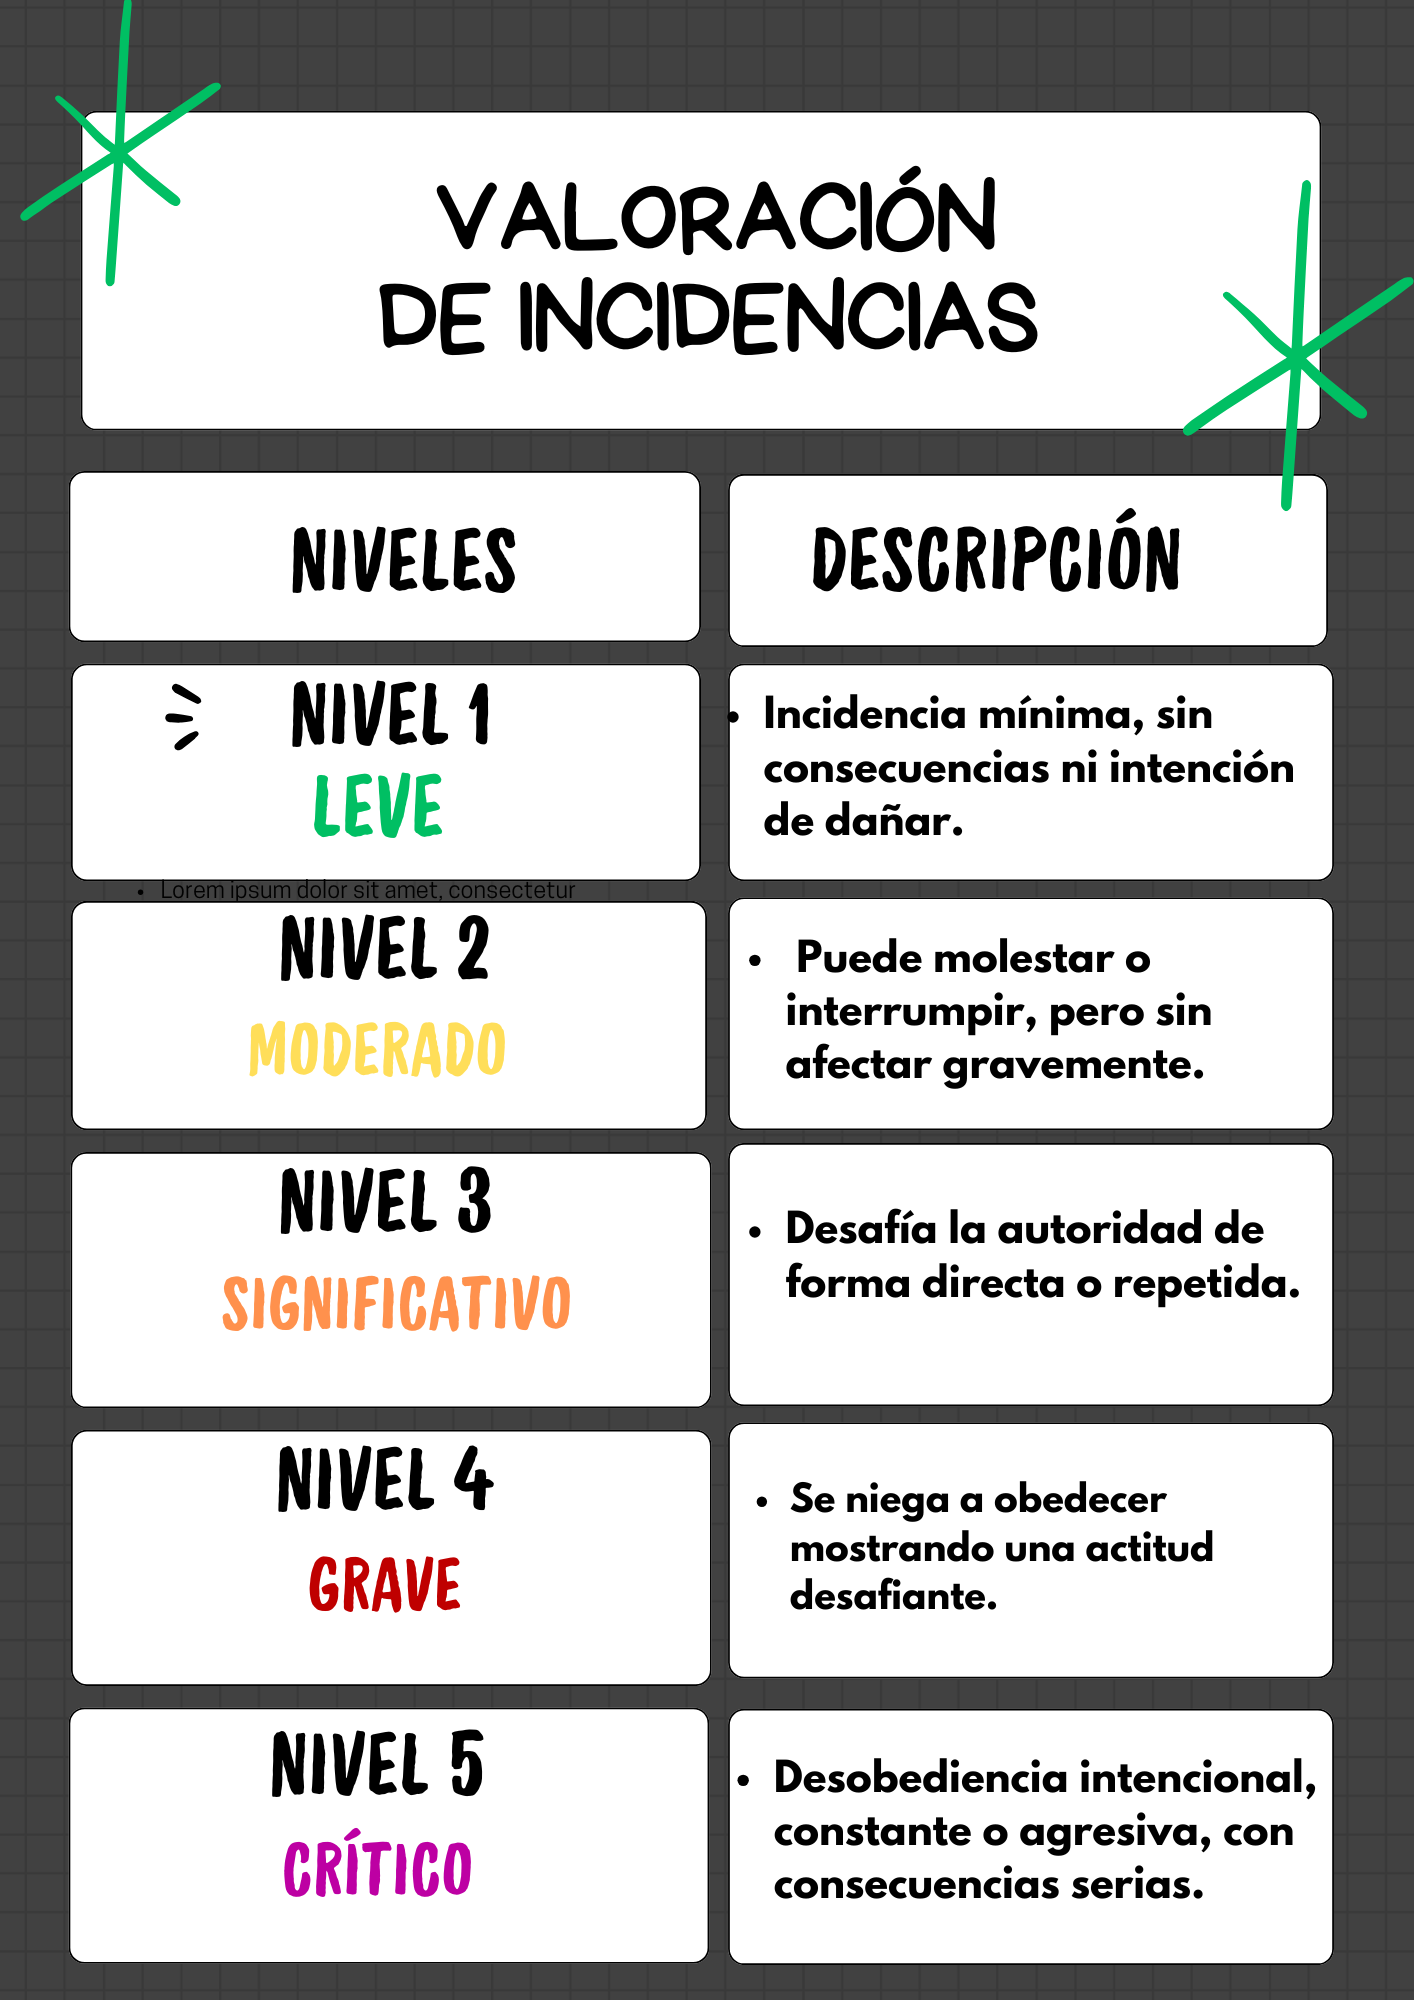 VALORACIÓN
DE INCIDENCIAS
NIVELES
DESCRIPCIÓN
NIVEL 1
LEVE
• Incidencia mínima, sin
consecuencias ni intención
de dañar.
• Lorem ipsum dolor sit amet, consectetur
NIVEL 2
MODERADO
• Puede molestar o
interrumpir, pero sin
afectar gravemente.
NIVEL 3
SIGNIFICATIVO
• Desafía la autoridad de
forma directa o repetida.
NIVEL 4
GRAVE
• Se niega a obedecer
mostrando una actitud
desafiante.
NIVEL 5
CRÍTICO
• Desobediencia intencional,
constante o agresiva, con
consecuencias serias.